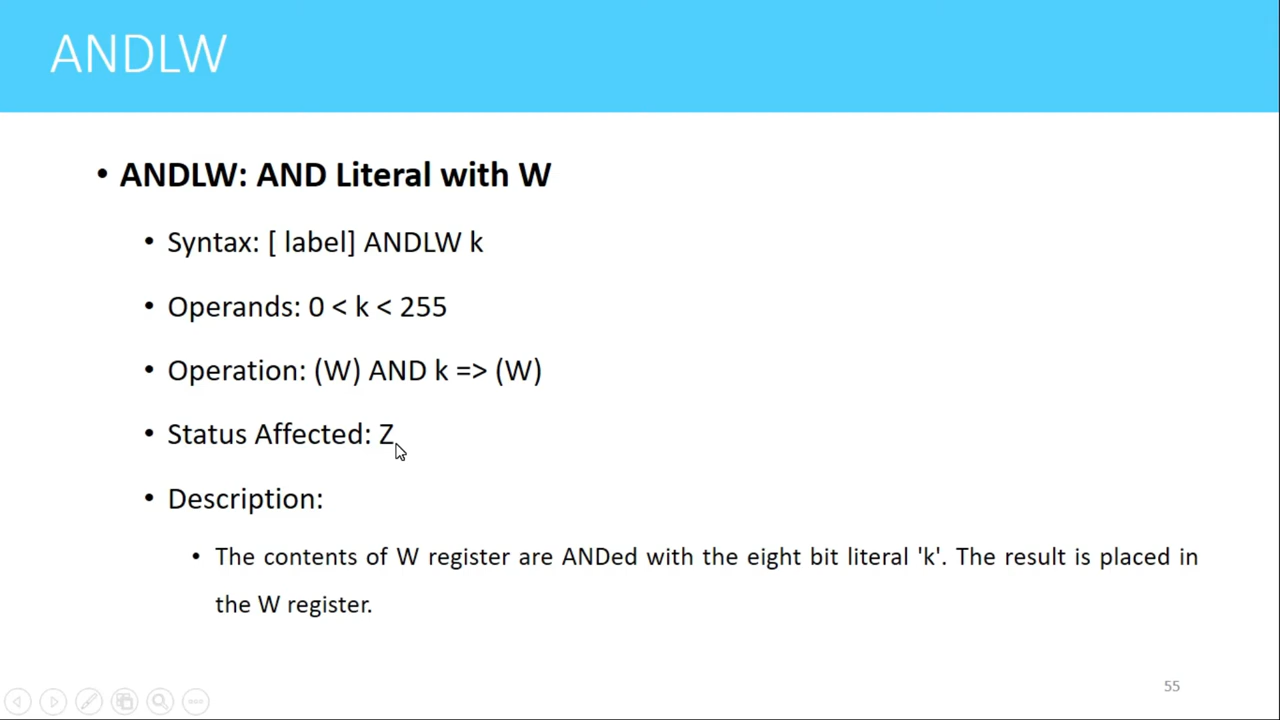 ANDLW
• ANDLW: AND Literal with W
• Syntax: [ label] ANDLW k
• Operands: 0 < k < 255
• Operation: (W) AND k => (W)
• Status Affected: Z
• Description:
• The contents of W register are ANDed with the eight bit literal 'k'. The result is placed in
the W register.
55